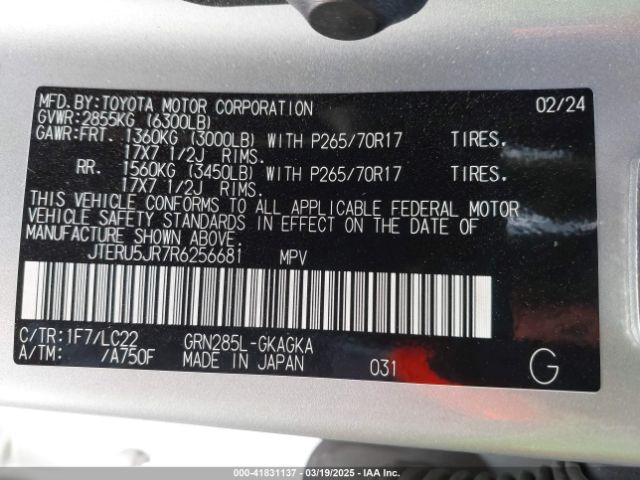 MFD.BY:TOYOTA MOTOR CORPORATION 02/24
GVWR:2855KG (6300LB)
GAWR:FRT. 1360KG (3000LB) WITH P265/70R17 TIRES.
17X7 1/2J RIMS.
RR. 1560KG (3450LB) WITH P265/70R17 TIRES.
17X7 1/2J RIMS.
THIS VEHICLE CONFORMS TO ALL APPLICABLE FEDERAL MOTOR
VEHICLE SAFETY STANDARDS IN EFFECT ON THE DATE OF
MANUFACTURE SHOWN ABOVE.
JTERU5JR7R6256681 MPV
C/TR:1F7/LC22 GRN285L-GKAGKA
A/TM: /A750F MADE IN JAPAN 031 G
000-41831137 - 03/19/2025 - IAA Inc.